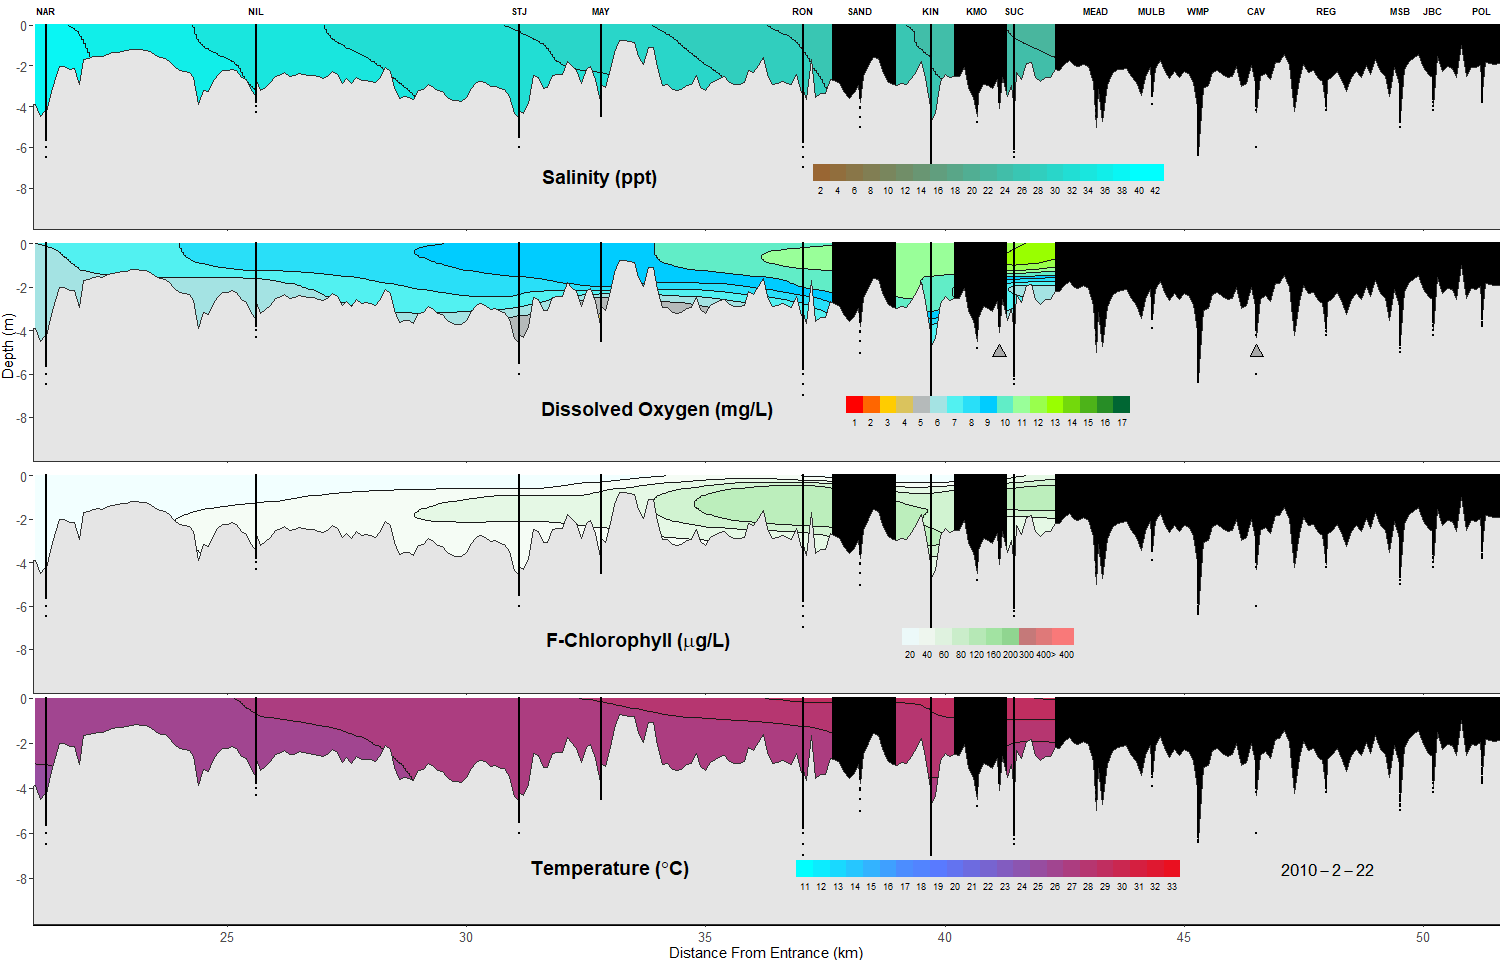 NAR NIL STJ MAY RON SAND KIN KMO SUC MEAD MULB WMP CAV REG MSB JBC POL
0
-2
-4
-6
-8
Salinity (ppt)
2 4 6 8 10 12 14 16 18 20 22 24 26 28 30 32 34 36 38 40 42
0
-2
-4
-6
-8
Depth (m)
Dissolved Oxygen (mg/L)
1 2 3 4 5 6 7 8 9 10 11 12 13 14 15 16 17
0
-2
-4
-6
-8
F-Chlorophyll (μg/L)
20 40 60 80 120 160 200 300 400> 400
0
-2
-4
-6
-8
Temperature (°C)
11 12 13 14 15 16 17 18 19 20 21 22 23 24 25 26 27 28 29 30 31 32 33
2010–2–22
25 30 35 40 45 50
Distance From Entrance (km)